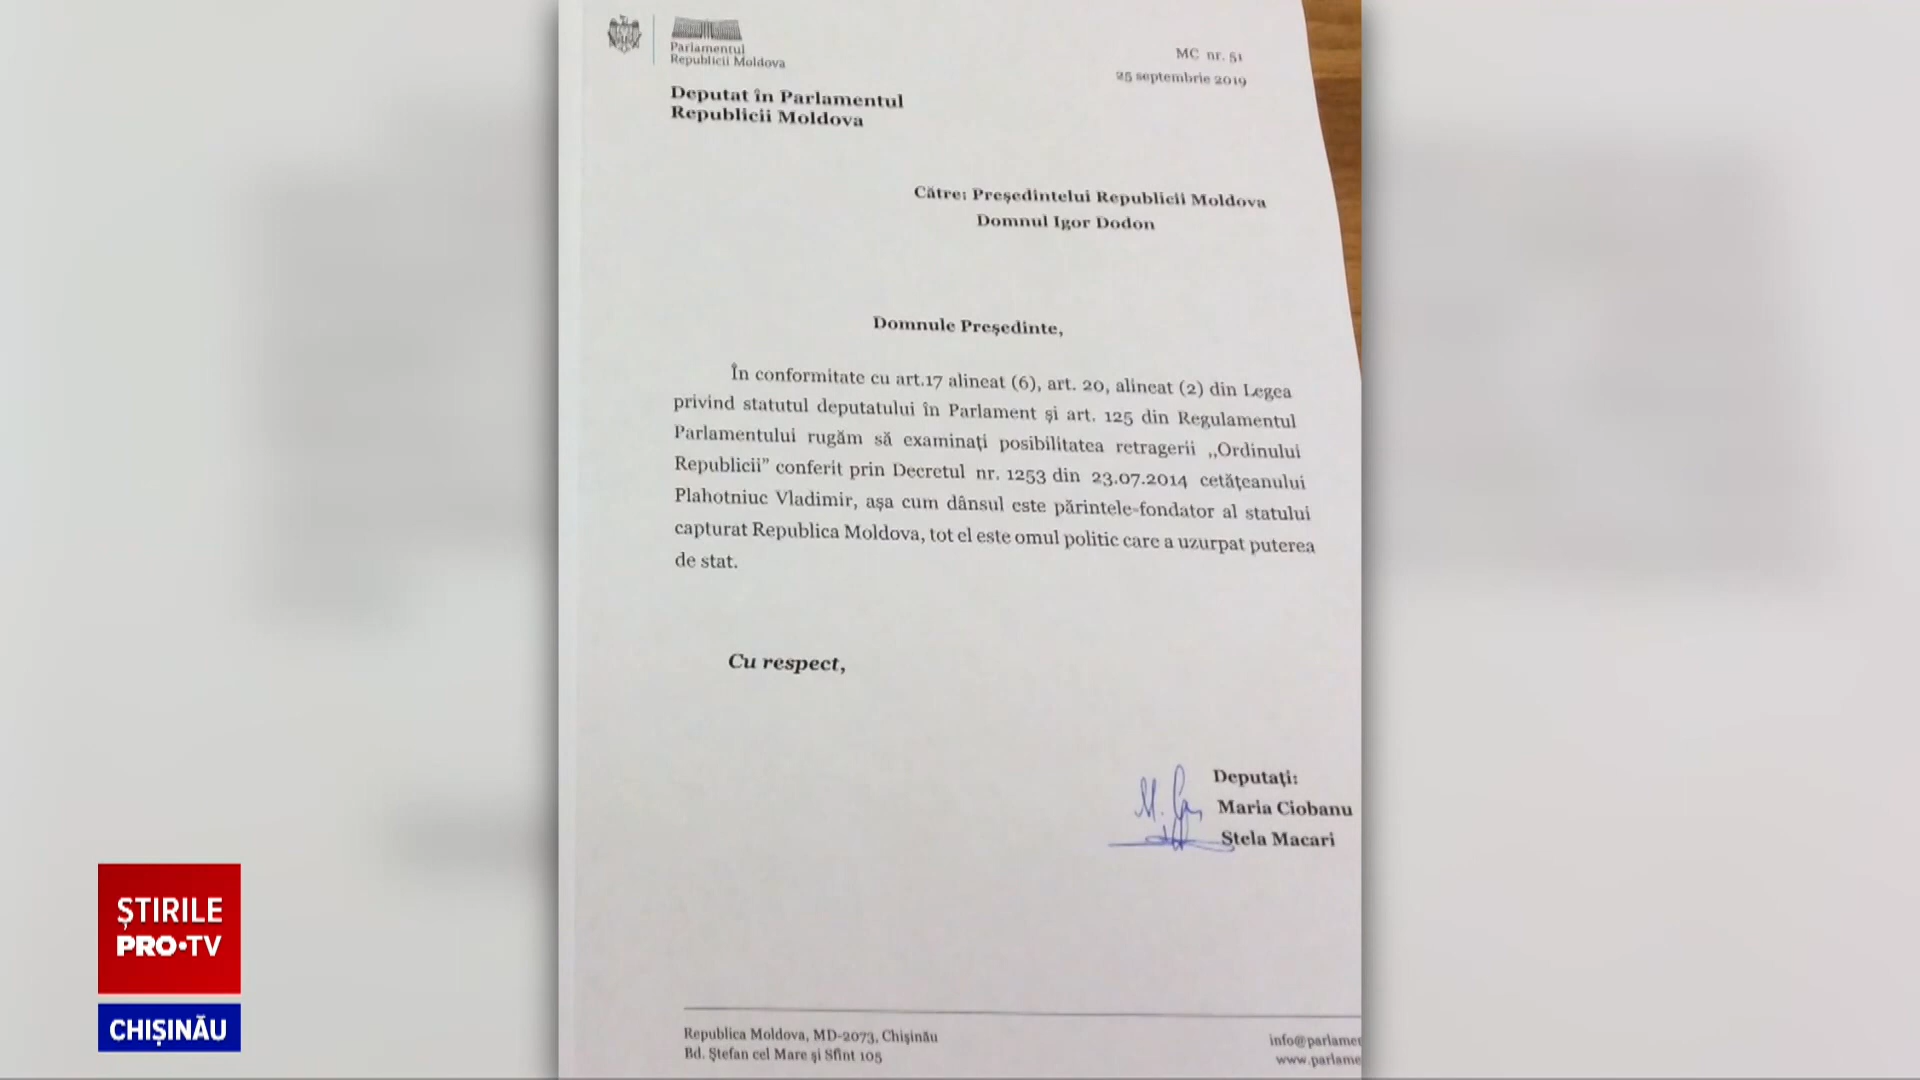 Parlamentul
Republicii Moldova
MC nr. 51
25 septembrie 2019
Deputat în Parlamentul
Republicii Moldova
Către: Președintelui Republicii Moldova
Domnul Igor Dodon
Domnule Președinte,
În conformitate cu art.17 alineat (6), art. 20, alineat (2) din Legea
privind statutul deputatului în Parlament și art. 125 din Regulamentul
Parlamentului rugăm să examinați posibilitatea retragerii ,,Ordinului
Republicii” conferit prin Decretul nr. 1253 din 23.07.2014 cetățeanului
Plahotniuc Vladimir, așa cum dânsul este părintele-fondator al statului
capturat Republica Moldova, tot el este omul politic care a uzurpat puterea
de stat.
Cu respect,
Deputați:
Maria Ciobanu
Stela Macari
Republica Moldova, MD-2073, Chișinău
Bd. Ștefan cel Mare și Sfînt 105
info@parlame
www.parlame
ȘTIRILE
PRO•TV
CHIȘINĂU